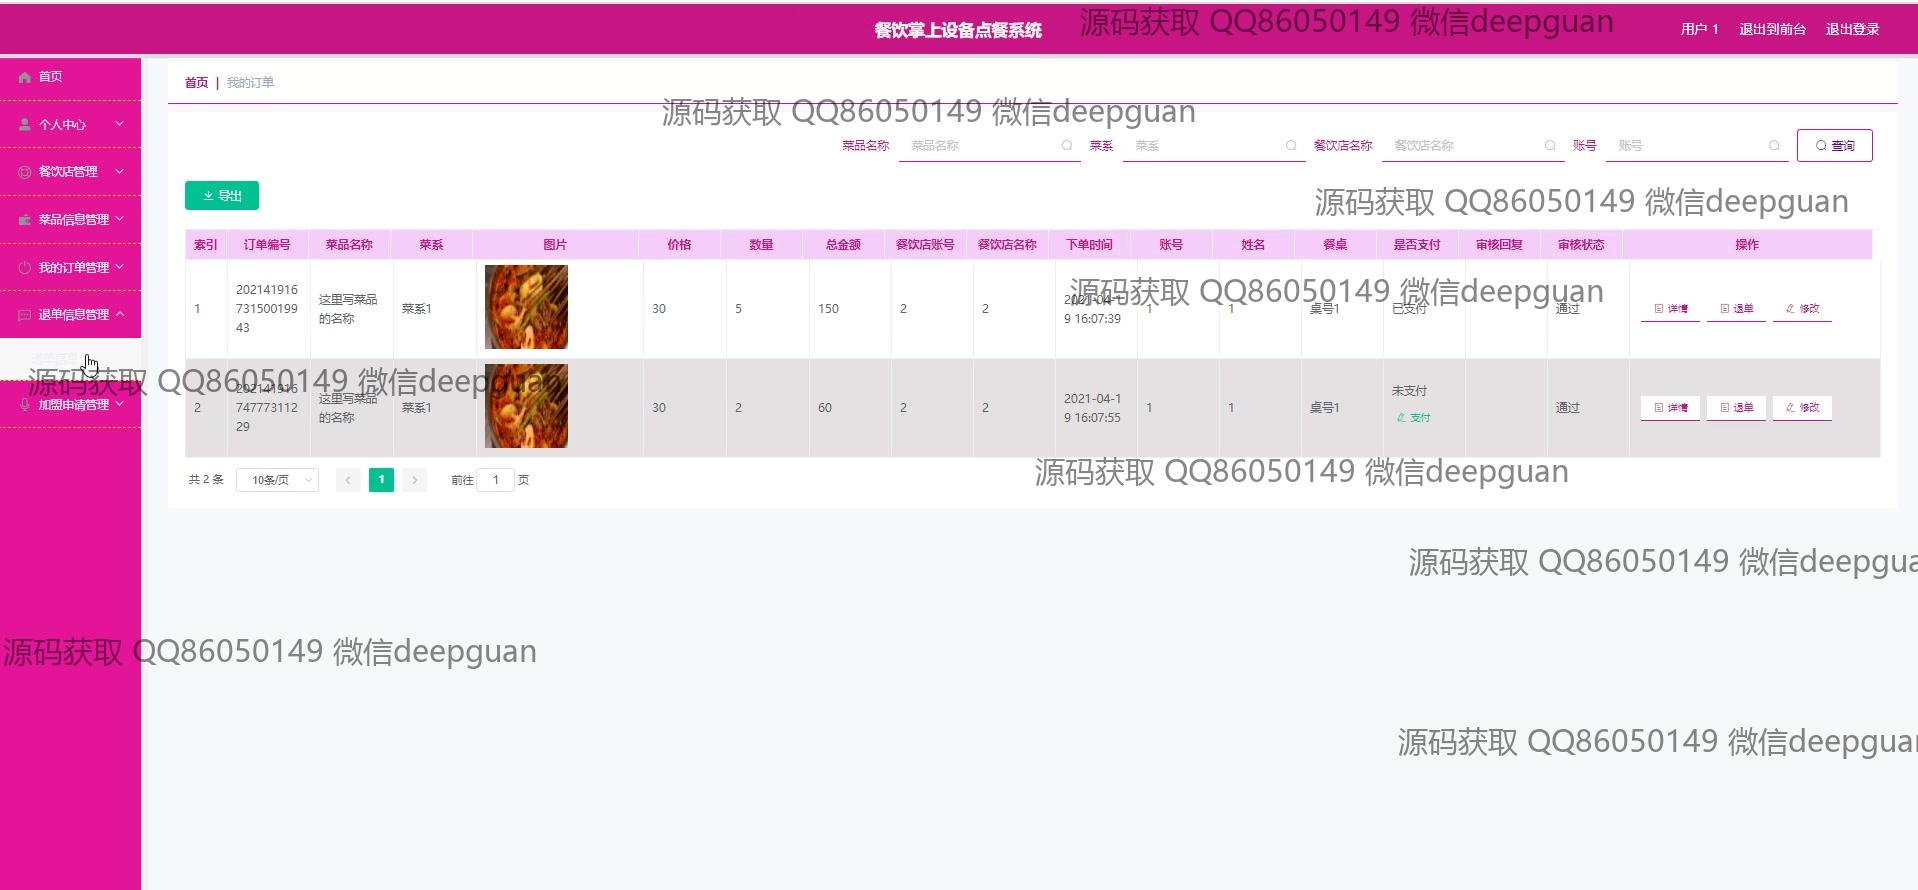 餐饮掌上设备点餐系统
源码获取 QQ86050149 微信deepguan
用户 1 退出到前台 退出登录
首页
个人中心
餐饮店管理
菜品信息管理
我的订单管理
退单信息管理
加盟申请管理
首页 | 我的订单
源码获取 QQ86050149 微信deepguan
菜品名称 菜品名称 菜系 菜系 餐饮店名称 餐饮店名称 账号 账号 查询
导出
源码获取 QQ86050149 微信deepguan
索引 订单编号 菜品名称 菜系 图片 价格 数量 总金额 餐饮店账号 餐饮店名称 下单时间 账号 姓名 餐桌 是否支付 审核回复 审核状态 操作
源码获取 QQ86050149 微信deepguan
1 202141916 这里写菜品 菜系1 30 5 150 2 2 2021-04-1 1 1 桌号1 已支付 通过 详情 退单 修改
731500199 的名称 9 16:07:39
43
源码获取 QQ86050149 微信deepguan
2 202141916 这里写菜品 菜系1 30 2 60 2 2 2021-04-1 1 1 桌号1 未支付 通过 详情 退单 修改
747773112 的名称 9 16:07:55 支付
29
源码获取 QQ86050149 微信deepguan
共 2 条 10条/页 1 前往 1 页
源码获取 QQ86050149 微信deepgua
源码获取 QQ86050149 微信deepguan
源码获取 QQ86050149 微信deepguan